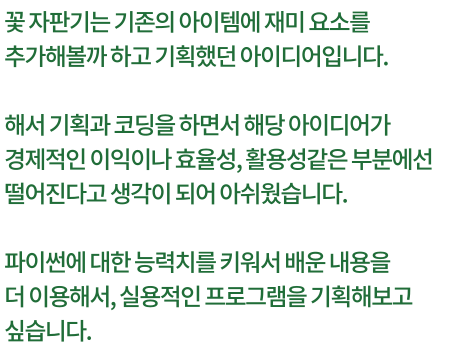 꽃 자판기는 기존의 아이템에 재미 요소를
추가해볼까 하고 기획했던 아이디어입니다.
해서 기획과 코딩을 하면서 해당 아이디어가
경제적인 이익이나 효율성, 활용성같은 부분에선
떨어진다고 생각이 되어 아쉬웠습니다.
파이썬에 대한 능력치를 키워서 배운 내용을
더 이용해서, 실용적인 프로그램을 기획해보고
싶습니다.